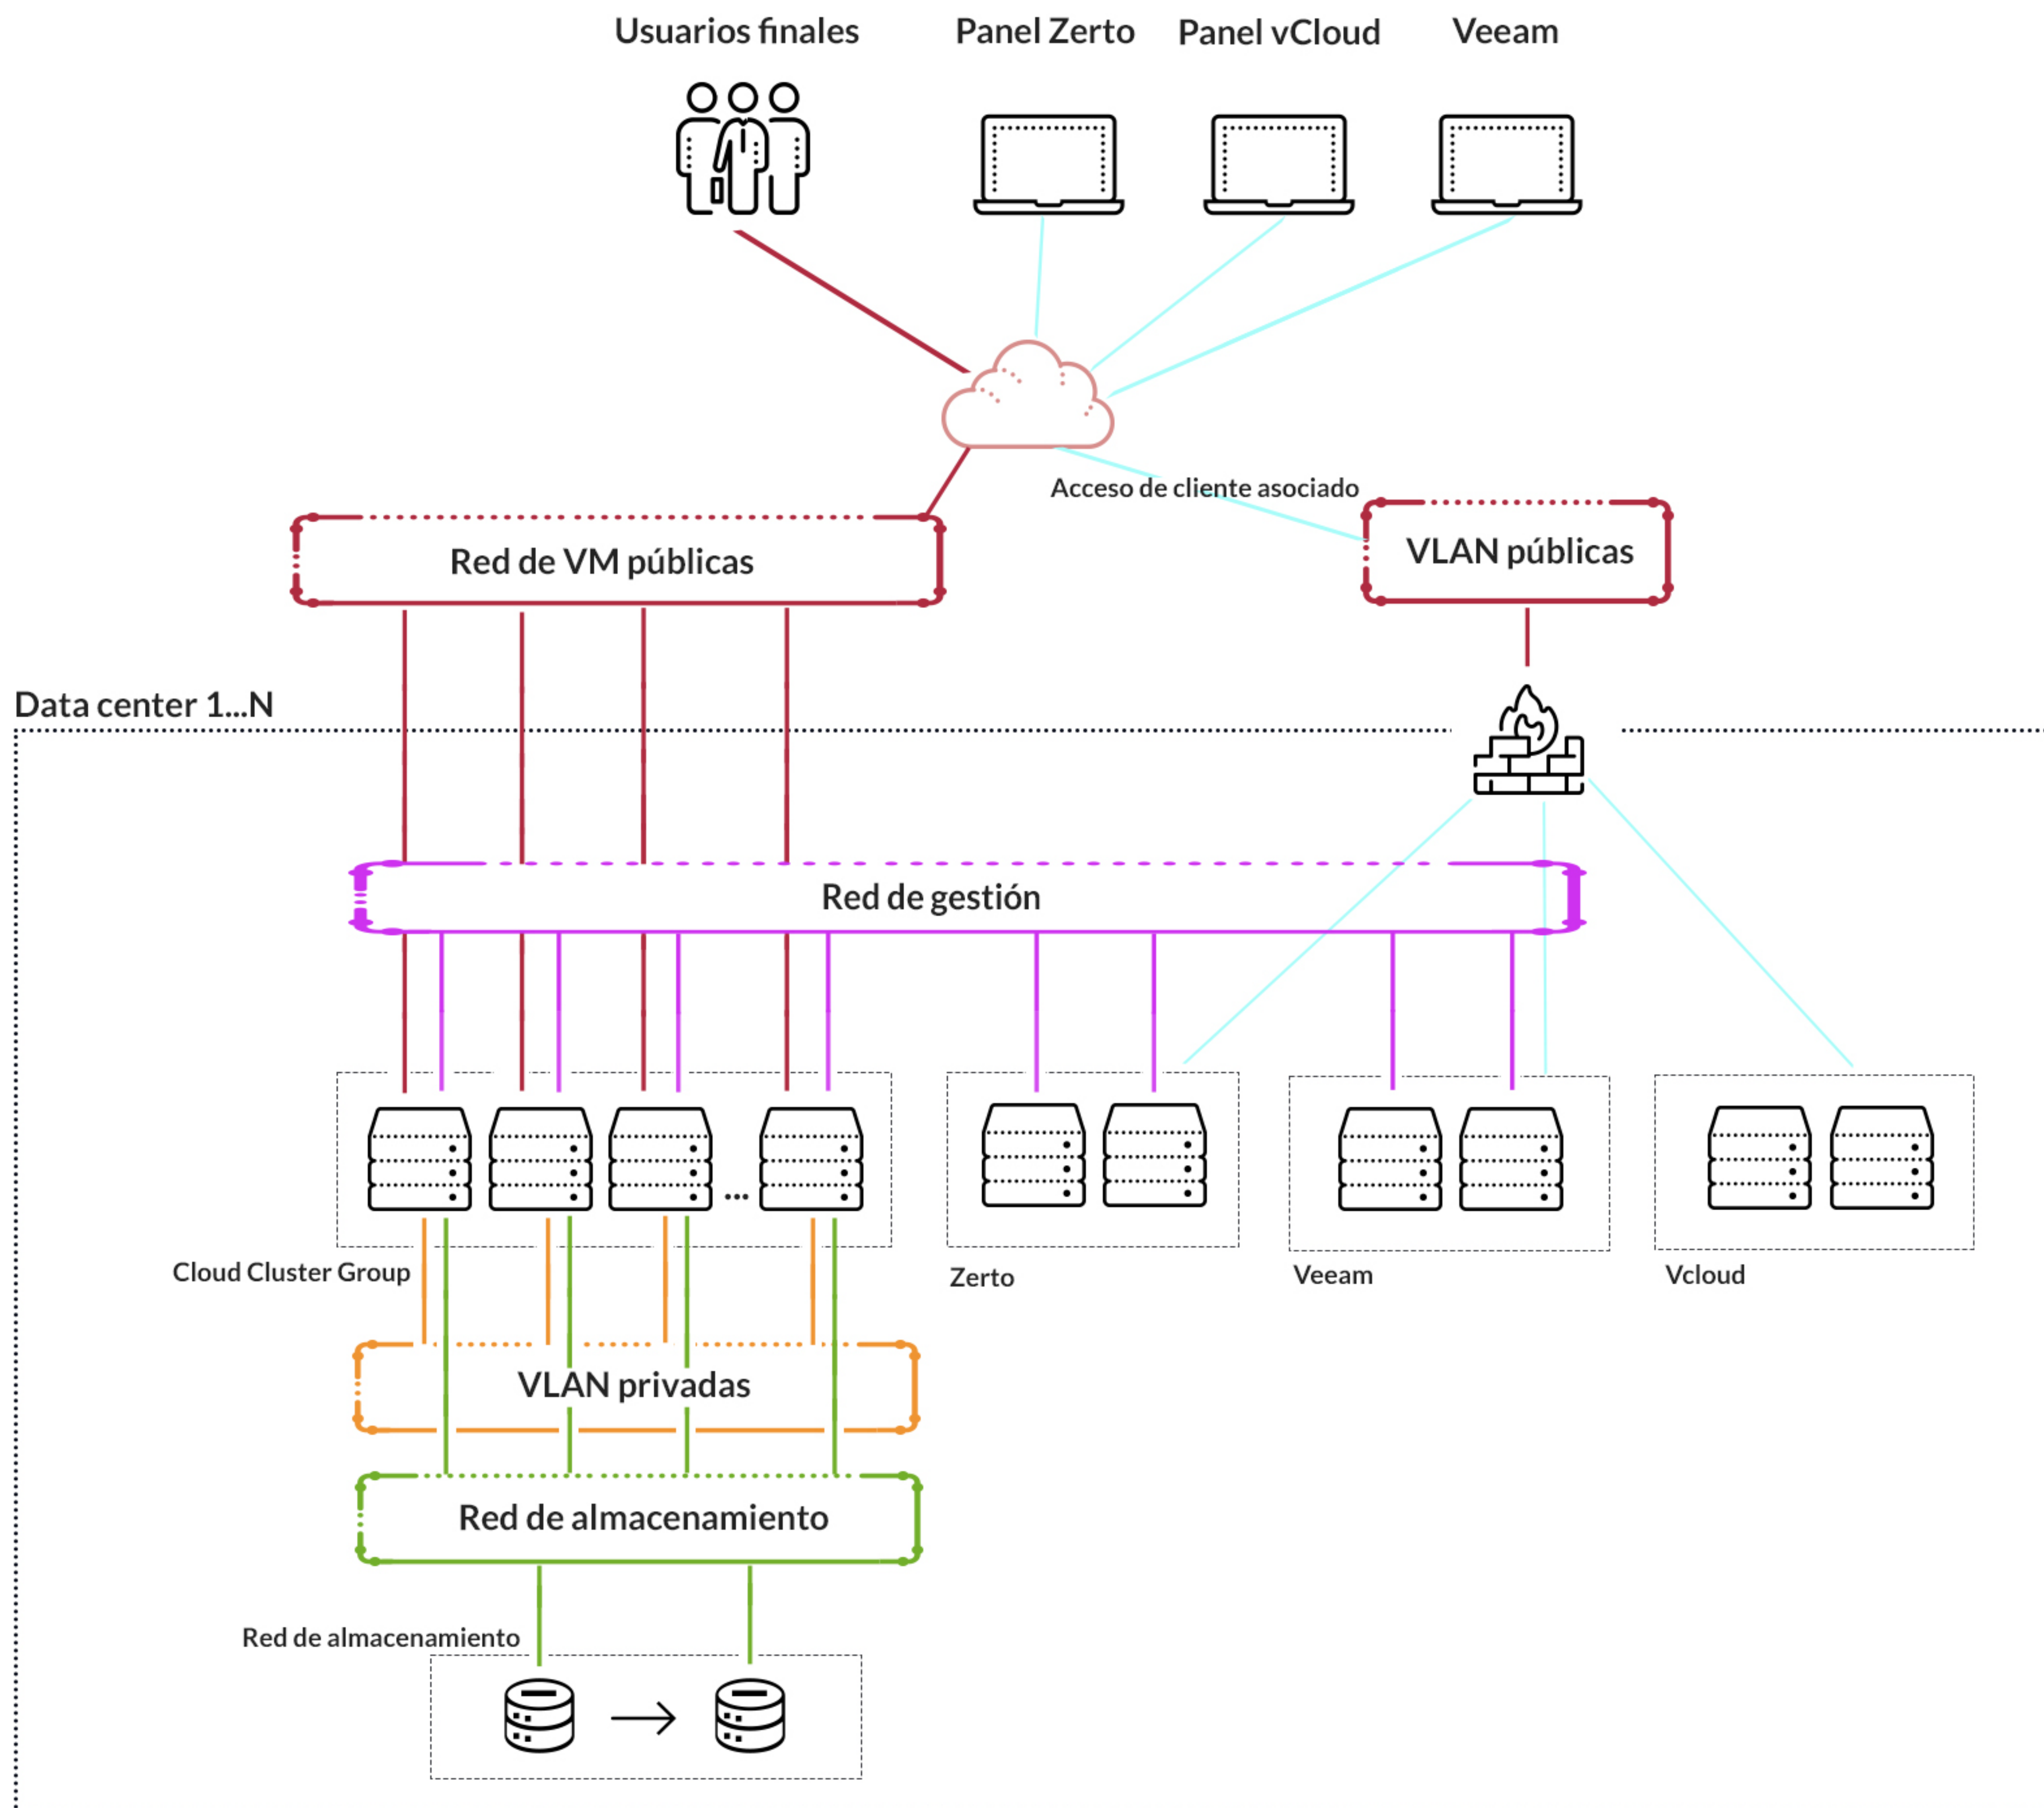 Usuarios finales
Panel Zerto
Panel vCloud
Veeam
Acceso de cliente asociado
Red de VM públicas
VLAN públicas
Data center 1...N
Red de gestión
...
Cloud Cluster Group
Zerto
Veeam
Vcloud
VLAN privadas
Red de almacenamiento
Red de almacenamiento